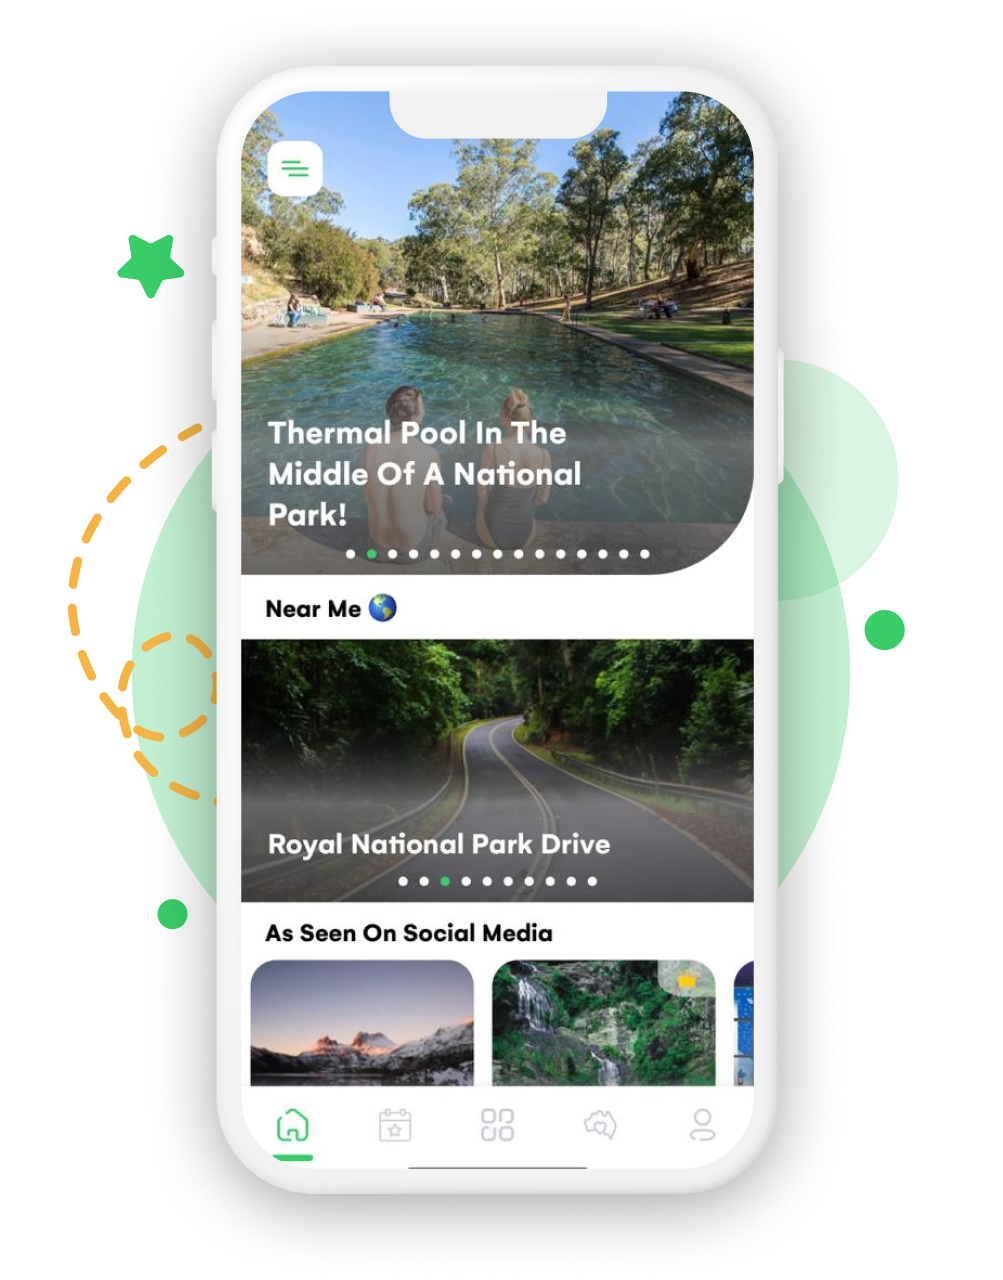 Thermal Pool In The
Middle Of A National
Park!
Near Me
Royal National Park Drive
As Seen On Social Media